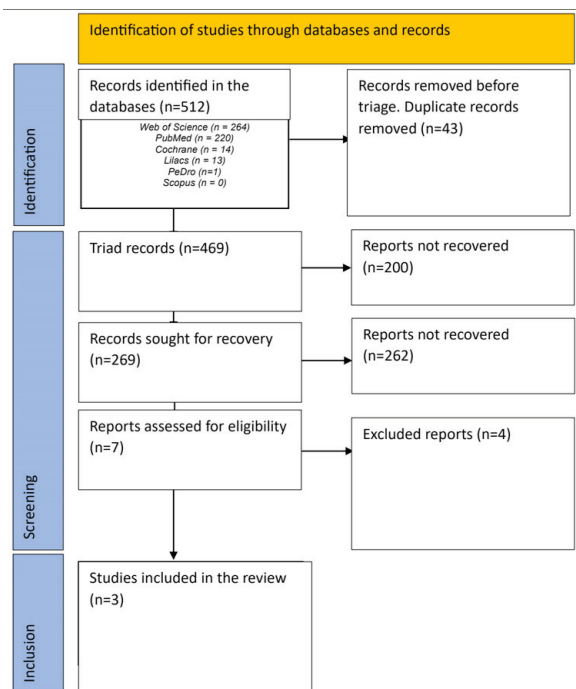 Identification of studies through databases and records
Identification
Records identified in the
databases (n=512)
Web of Science (n = 264)
PubMed (n = 220)
Cochrane (n = 14)
Lilacs (n = 13)
PeDro (n=1)
Scopus (n = 0)
Records removed before
triage. Duplicate records
removed (n=43)
Screening
Triad records (n=469)
Reports not recovered
(n=200)
Records sought for recovery
(n=269)
Reports not recovered
(n=262)
Reports assessed for eligibility
(n=7)
Excluded reports (n=4)
Inclusion
Studies included in the review
(n=3)